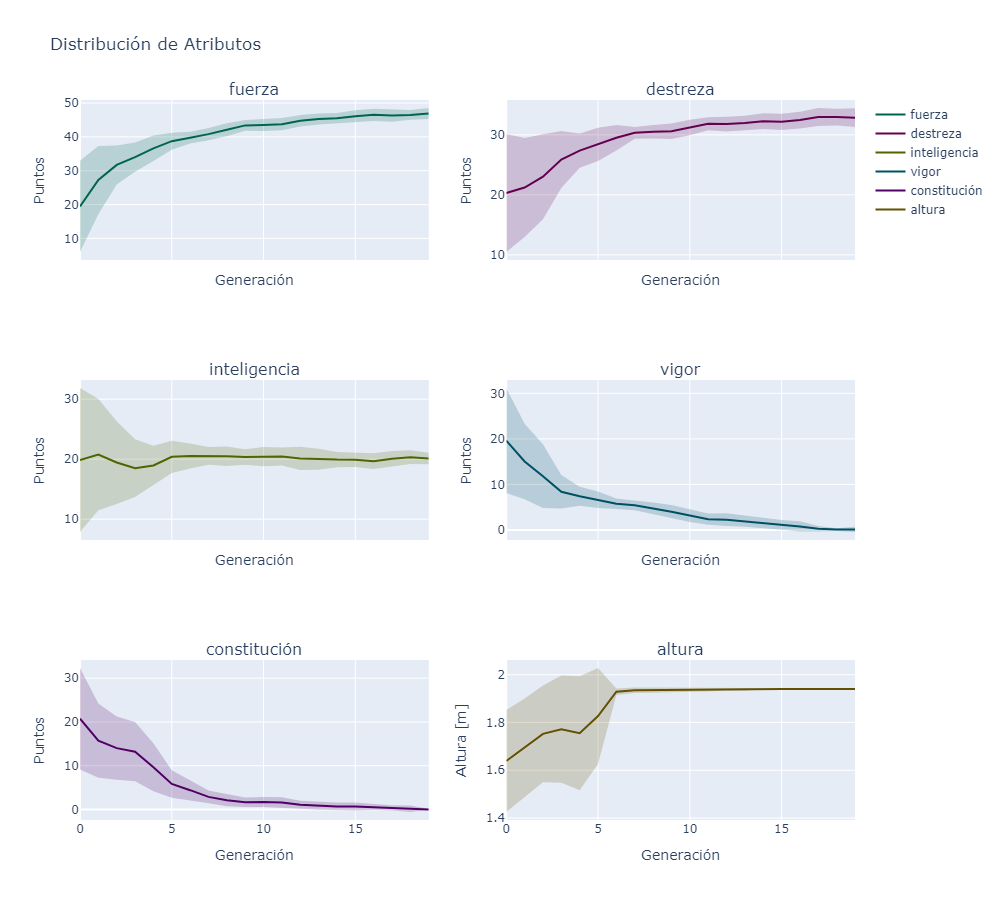 Distribución de Atributos
fuerza
50
40
30
20
10
Puntos
Generación
destreza
30
20
10
Puntos
Generación
fuerza
destreza
inteligencia
vigor
constitución
altura
inteligencia
30
20
10
Puntos
Generación
vigor
30
20
10
0
Puntos
Generación
constitución
30
20
10
0
Puntos
0 5 10 15
Generación
altura
2
1.8
1.6
1.4
Altura [m]
0 5 10 15
Generación